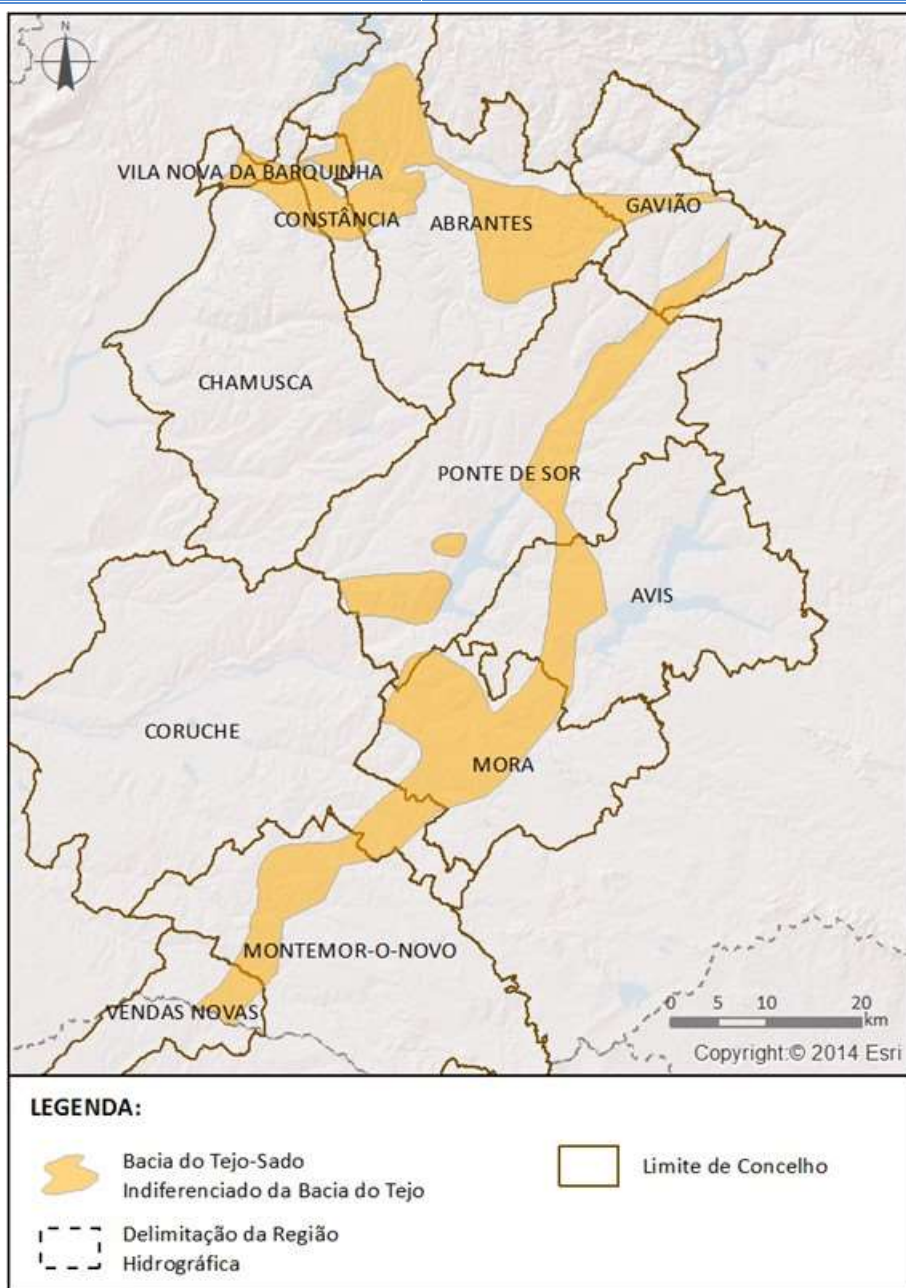 N
VILA NOVA DA BARQUINHA
CONSTÂNCIA
ABRANTES
GAVIÃO
CHAMUSCA
PONTE DE SOR
AVIS
CORUCHE
MORA
MONTEMOR-O-NOVO
VENDAS NOVAS
0 5 10 20
km
Copyright:© 2014 Esri
LEGENDA:
Bacia do Tejo-Sado
Indiferenciado da Bacia do Tejo
Limite de Concelho
Delimitação da Região
Hidrográfica